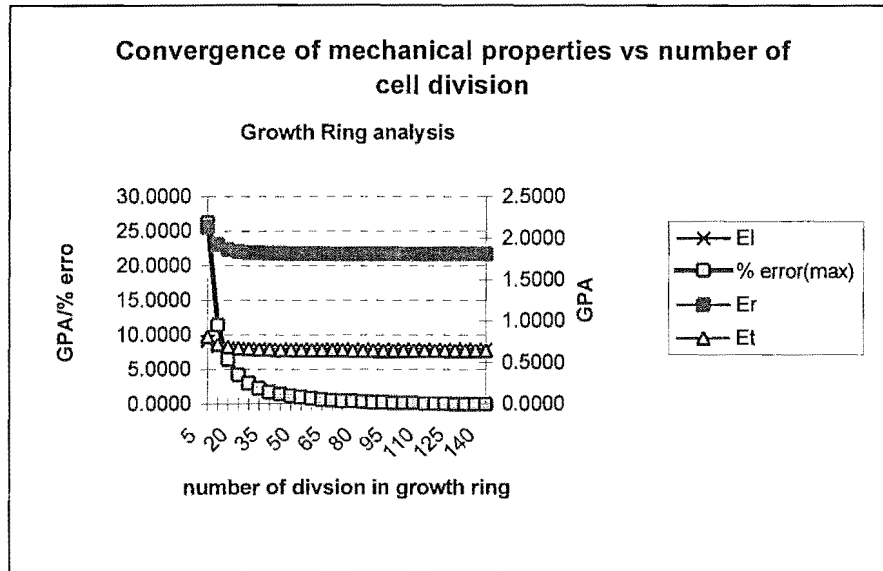 Convergence of mechanical properties vs number of
cell division
Growth Ring analysis
GPA/% erro
30.0000
25.0000
20.0000
15.0000
10.0000
5.0000
0.0000
2.5000
2.0000
1.5000
1.0000
0.5000
0.0000
GPA
5
20
35
50
65
80
95
110
125
140
number of divsion in growth ring
El
% error(max)
Er
Et